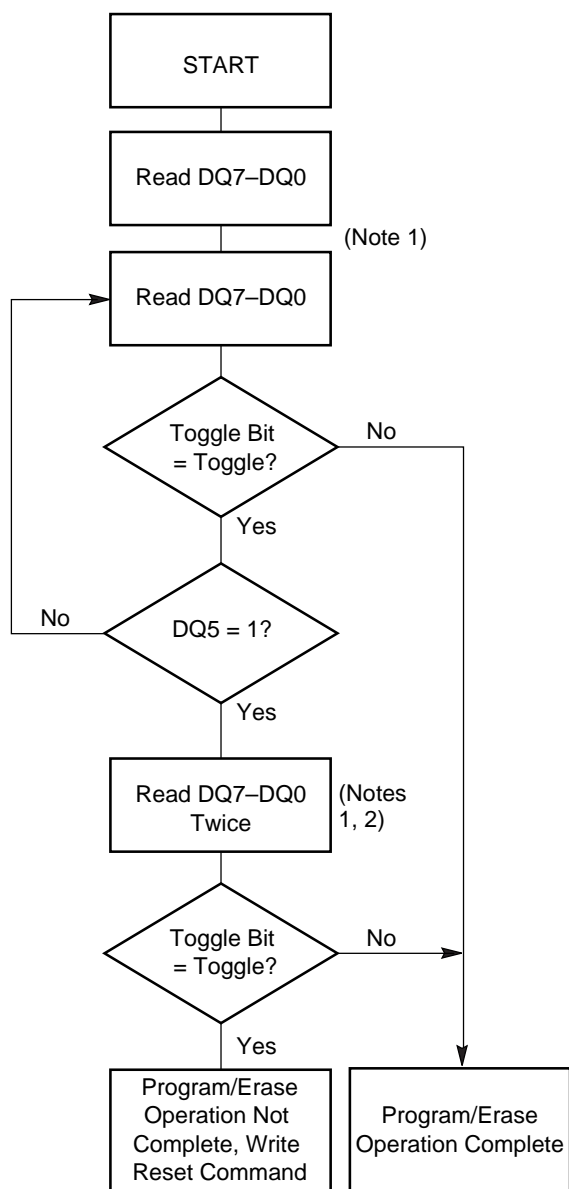 START
Read DQ7–DQ0
(Note 1)
Read DQ7–DQ0
Toggle Bit
= Toggle?
No
Yes
No
DQ5 = 1?
Yes
Read DQ7–DQ0
Twice
(Notes
1, 2)
Toggle Bit
= Toggle?
No
Yes
Program/Erase
Operation Not
Complete, Write
Reset Command
Program/Erase
Operation Complete